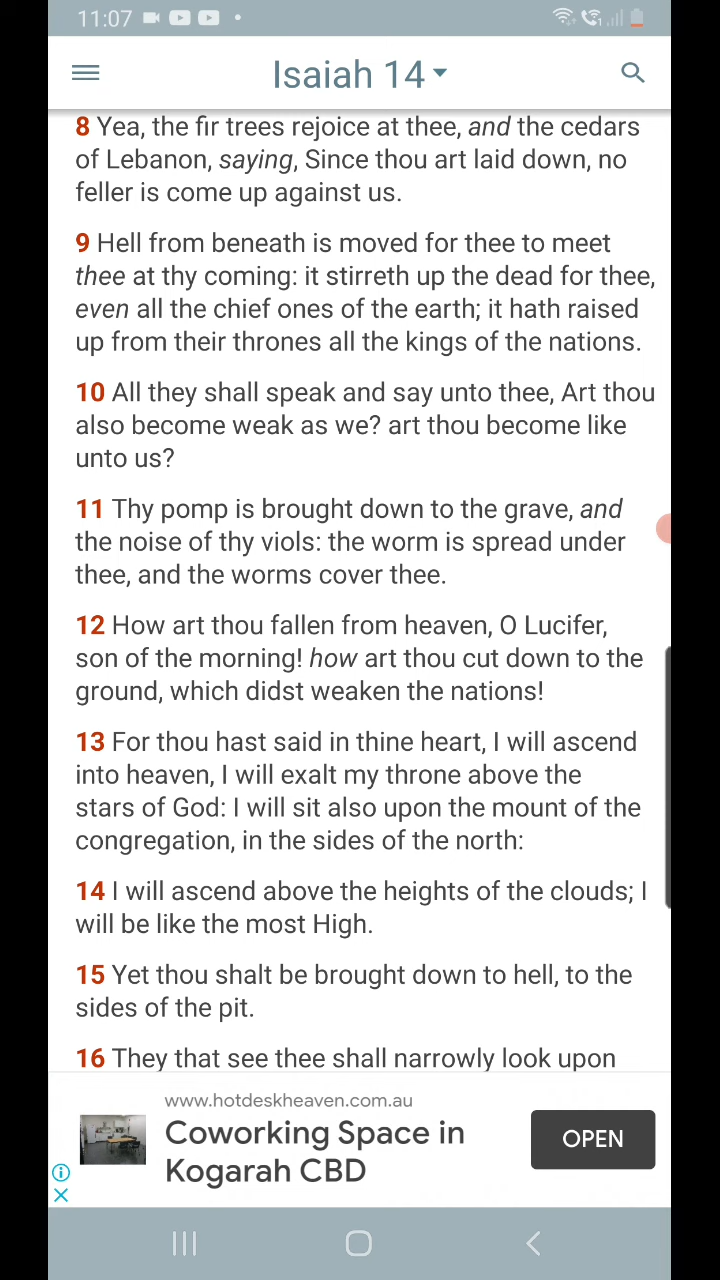 11:07
Isaiah 14
8 Yea, the fir trees rejoice at thee, and the cedars
of Lebanon, saying, Since thou art laid down, no
feller is come up against us.
9 Hell from beneath is moved for thee to meet
thee at thy coming: it stirreth up the dead for thee,
even all the chief ones of the earth; it hath raised
up from their thrones all the kings of the nations.
10 All they shall speak and say unto thee, Art thou
also become weak as we? art thou become like
unto us?
11 Thy pomp is brought down to the grave, and
the noise of thy viols: the worm is spread under
thee, and the worms cover thee.
12 How art thou fallen from heaven, O Lucifer,
son of the morning! how art thou cut down to the
ground, which didst weaken the nations!
13 For thou hast said in thine heart, I will ascend
into heaven, I will exalt my throne above the
stars of God: I will sit also upon the mount of the
congregation, in the sides of the north:
14 I will ascend above the heights of the clouds; I
will be like the most High.
15 Yet thou shalt be brought down to hell, to the
sides of the pit.
16 They that see thee shall narrowly look upon
www.hotdeskheaven.com.au
Coworking Space in
Kogarah CBD
OPEN